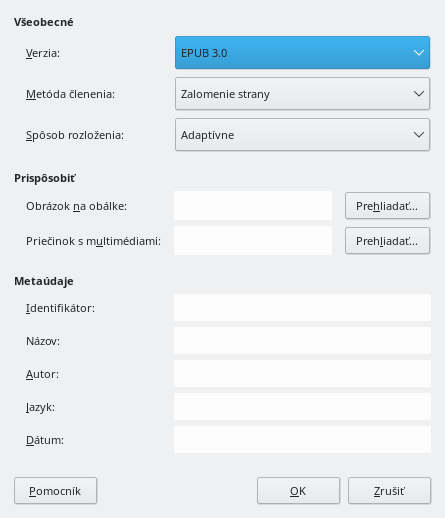 Všeobecné
Verzia: EPUB 3.0
Metóda členenia: Zalomenie strany
Spôsob rozloženia: Adaptívne
Prispôsobiť
Obrázok na obálke: Prehliadať...
Priečinok s multimédiami: Prehliadať...
Metaúdaje
Identifikátor:
Názov:
Autor:
Jazyk:
Dátum:
Pomocník OK Zrušiť